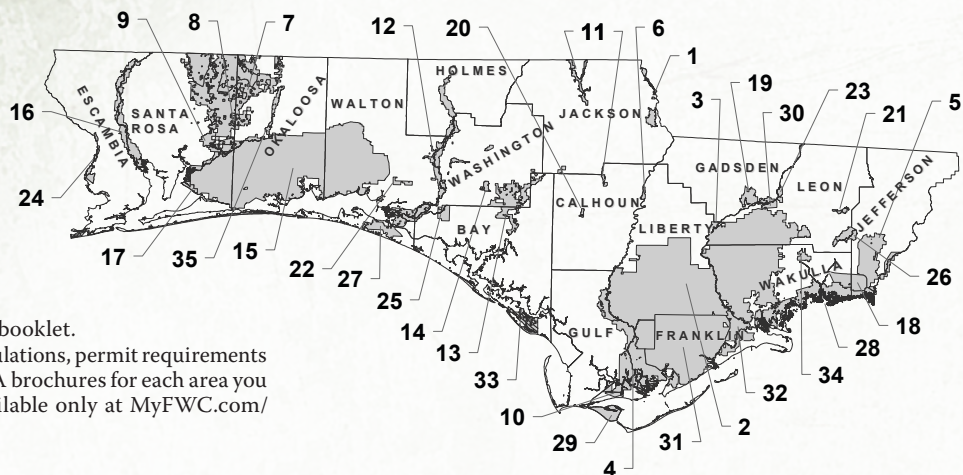 9
8
7
12
20
11
6
1
3
19
30
23
21
5
16
24
17
35
15
22
27
25
14
13
33
10
29
4
31
2
32
34
28
18
26
ESCAMBIA
SANTA
ROSA
OKALOOSA
WALTON
HOLMES
WASHINGTON
JACKSON
BAY
CALHOUN
GULF
LIBERTY
GADSDEN
LEON
JEFFERSON
WAKULLA
FRANKLI
booklet.
ulations, permit requirements
A brochures for each area you
ilable only at MyFWC.com/